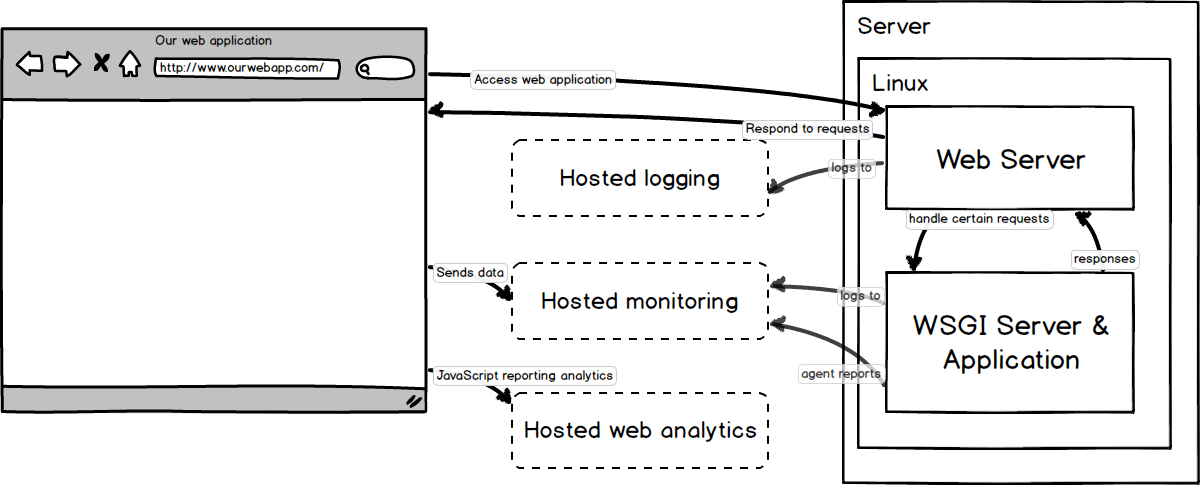 Our web application
http://www.ourwebapp.com/
Server
Linux
Access web application
Respond to requests
Web Server
logs to
Hosted logging
handle certain requests
responses
Sends data
Hosted monitoring
logs to
WSGI Server &
Application
agent reports
JavaScript reporting analytics
Hosted web analytics